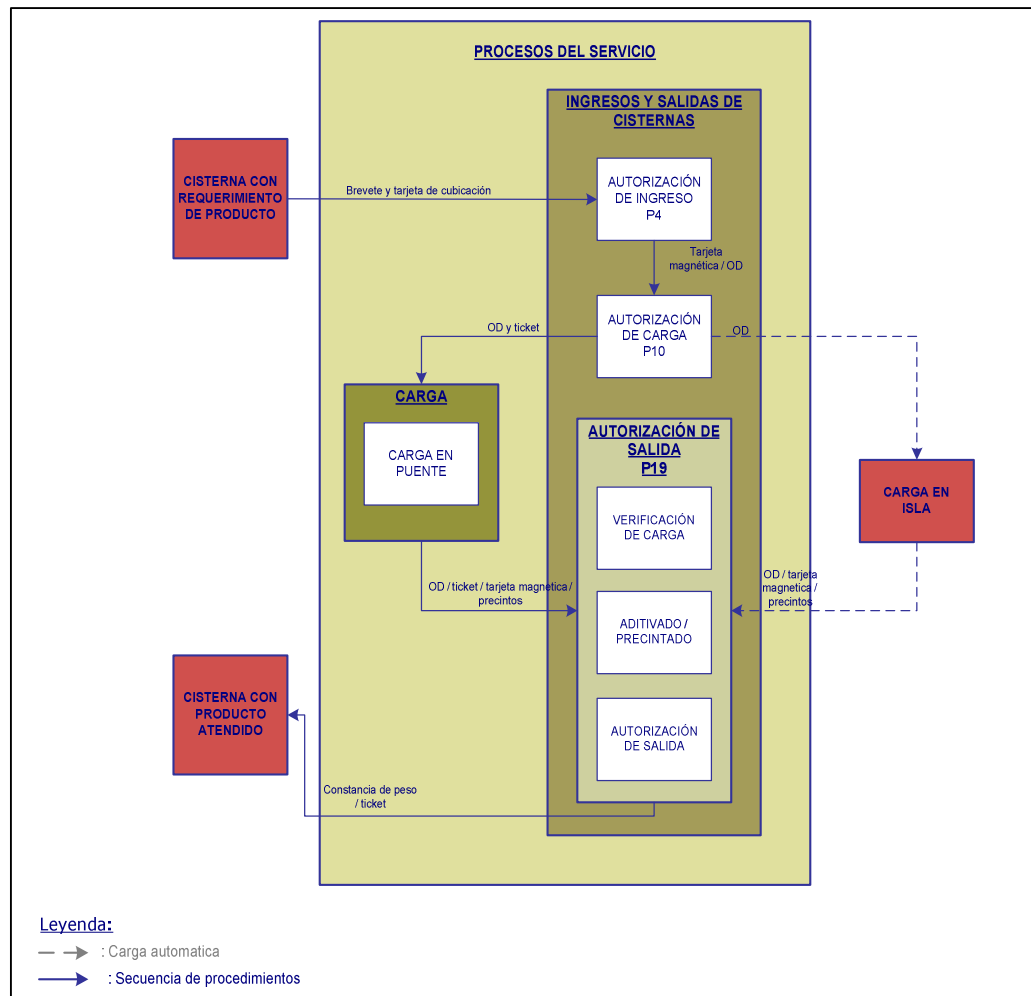 PROCESOS DEL SERVICIO
INGRESOS Y SALIDAS DE
CISTERNAS
CISTERNA CON
REQUERIMIENTO
DE PRODUCTO
Brevete y tarjeta de cubicación
AUTORIZACIÓN
DE INGRESO
P4
Tarjeta
magnética / OD
OD y ticket
AUTORIZACIÓN
DE CARGA
P10
OD
CARGA
CARGA EN
PUENTE
AUTORIZACIÓN DE
SALIDA
P19
CARGA EN
ISLA
VERIFICACIÓN
DE CARGA
OD / ticket / tarjeta magnetica /
precintos
OD / tarjeta
magnetica /
precintos
ADITIVADO /
PRECINTADO
CISTERNA CON
PRODUCTO
ATENDIDO
AUTORIZACIÓN
DE SALIDA
Constancia de peso
/ ticket
Leyenda:
: Carga automatica
: Secuencia de procedimientos